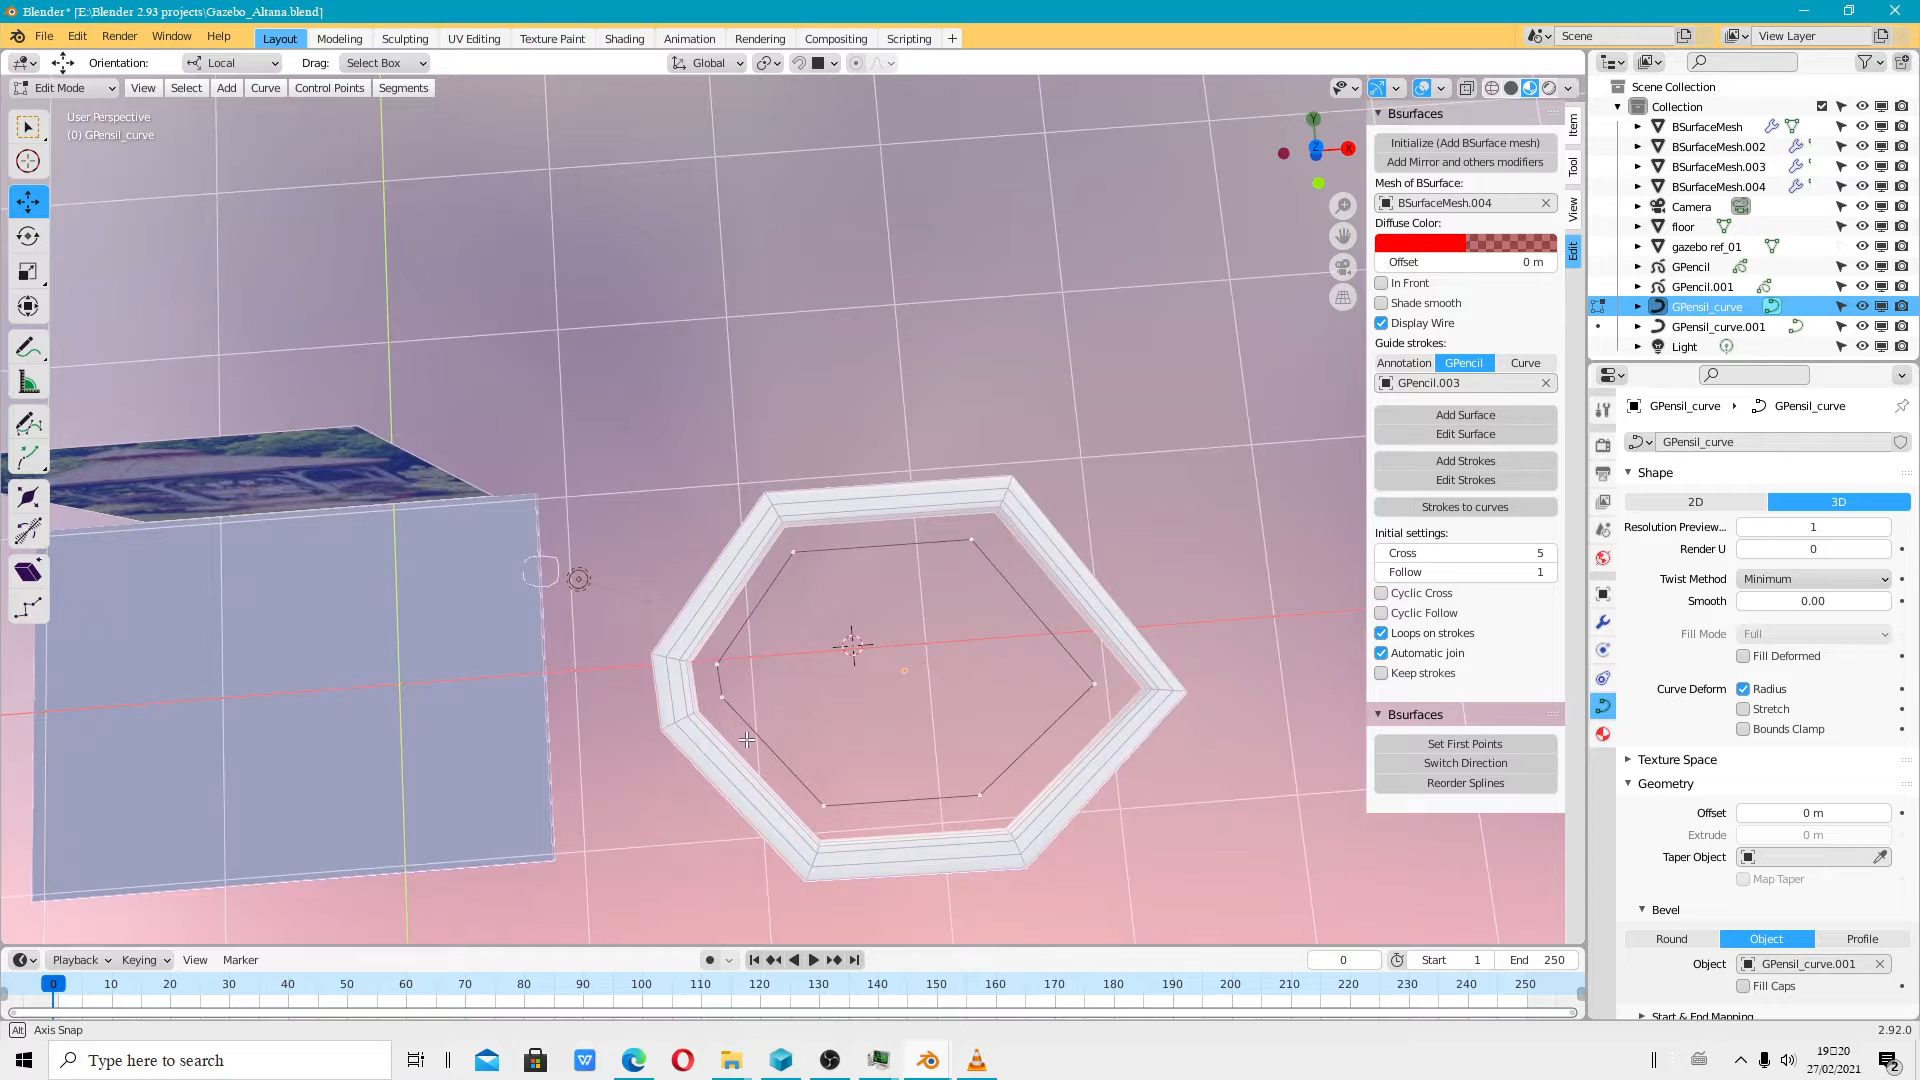 Blender* [E:\Blender 2.93 projects\Gazebo_Altana.blend]
File Edit Render Window Help
Layout Modeling Sculpting UV Editing Texture Paint Shading Animation Rendering Compositing Scripting +
Scene
View Layer
Orientation: Local Drag: Select Box
Global
Edit Mode View Select Add Curve Control Points Segments
User Perspective
(0) GPensil_curve
Y
Z
X
Bsurfaces
Initialize (Add BSurface mesh)
Add Mirror and others modifiers
Mesh of BSurface:
BSurfaceMesh.004
Diffuse Color:
Offset 0 m
In Front
Shade smooth
Display Wire
Guide strokes:
Annotation GPencil Curve
GPencil.003
Add Surface
Edit Surface
Add Strokes
Edit Strokes
Strokes to curves
Initial settings:
Cross 5
Follow 1
Cyclic Cross
Cyclic Follow
Loops on strokes
Automatic join
Keep strokes
Bsurfaces
Set First Points
Switch Direction
Reorder Splines
Item
Tool
View
Edit
Scene Collection
Collection
BSurfaceMesh
BSurfaceMesh.002
BSurfaceMesh.003
BSurfaceMesh.004
Camera
floor
gazebo ref_01
GPencil
GPencil.001
GPensil_curve
GPensil_curve.001
Light
GPensil_curve GPensil_curve
GPensil_curve
Shape
2D 3D
Resolution Preview... 1
Render U 0
Twist Method Minimum
Smooth 0.00
Fill Mode Full
Fill Deformed
Curve Deform Radius
Stretch
Bounds Clamp
Texture Space
Geometry
Offset 0 m
Extrude 0 m
Taper Object
Map Taper
Bevel
Round Object Profile
Object GPensil_curve.001
Fill Caps
Start & End Mapping
Playback Keying View Marker
0 Start 1 End 250
0 10 20 30 40 50 60 70 80 90 100 110 120 130 140 150 160 170 180 190 200 210 220 230 240 250
Alt Axis Snap
2.92.0
Type here to search
19□20
27/02/2021
2